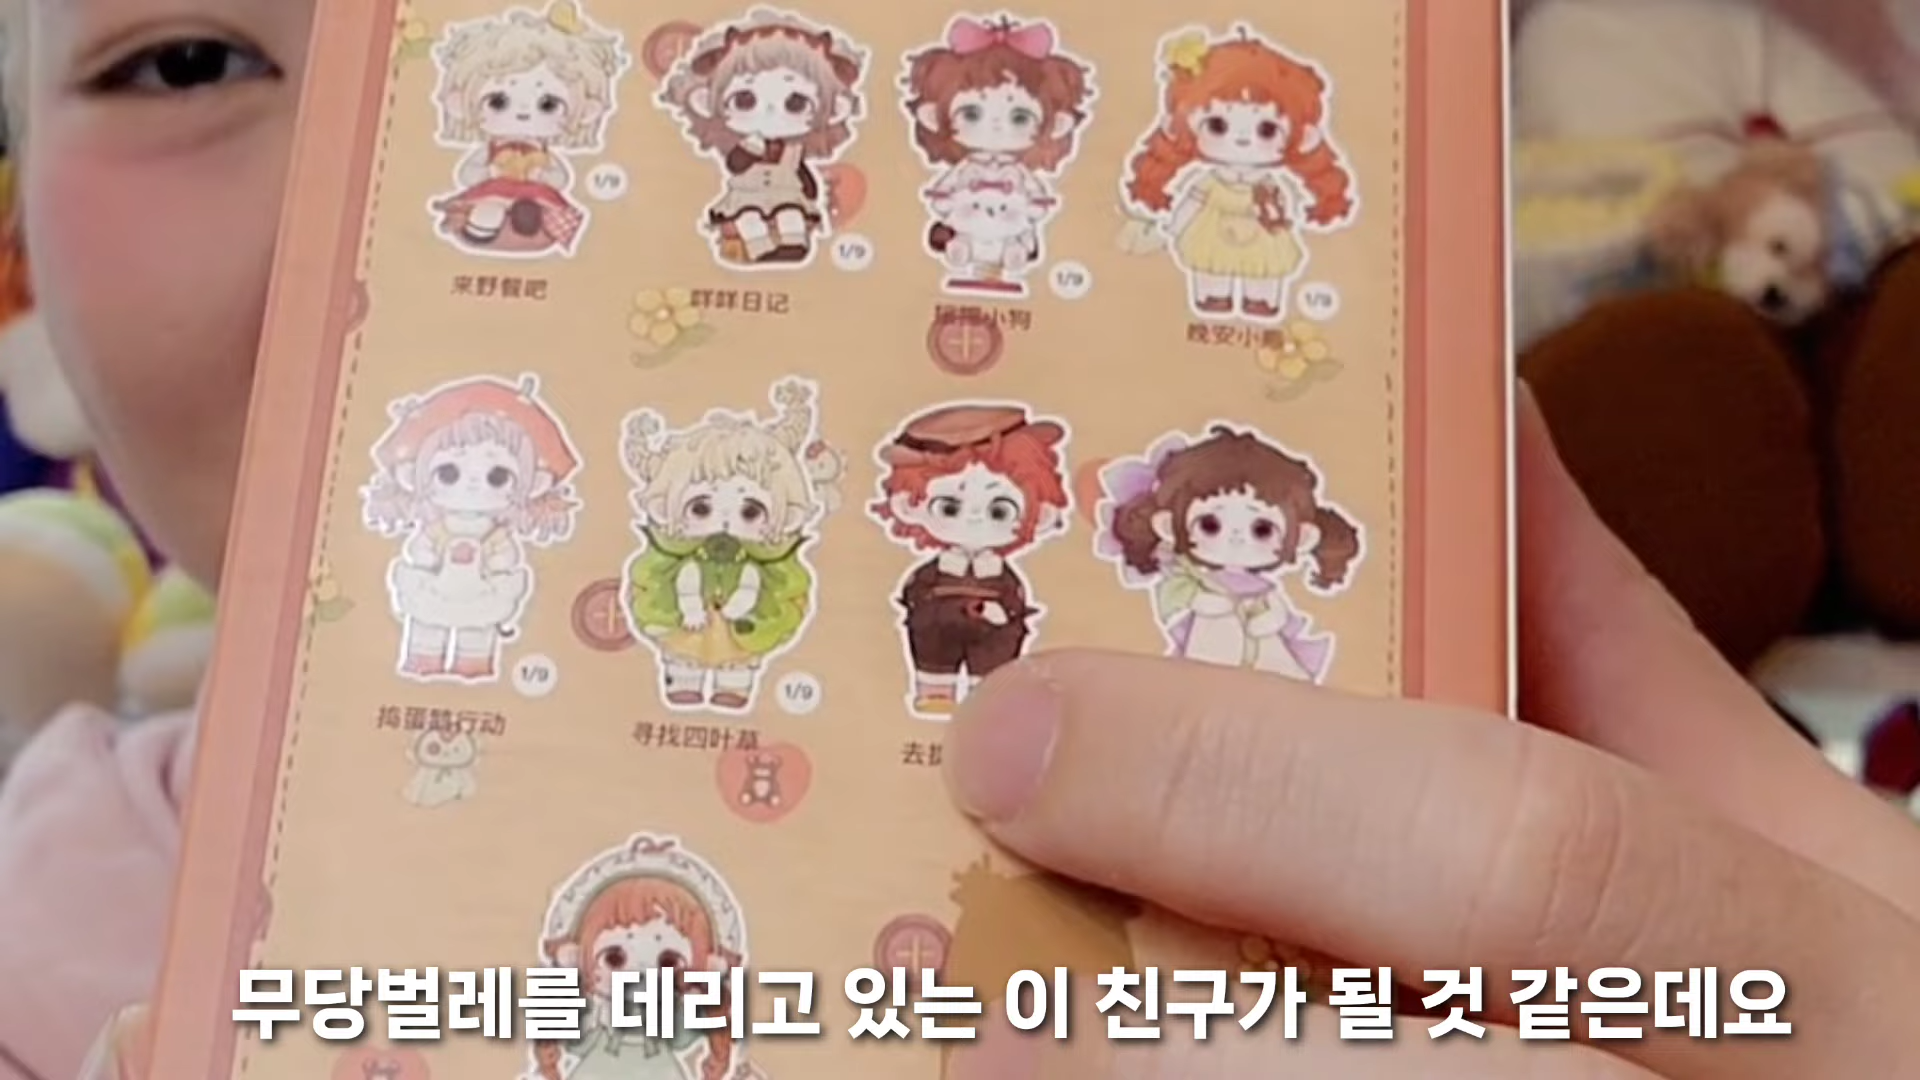 来野餐吧
咩咩日记
小狗
晚安小熊
1/9
1/9
1/9
1/9
捣蛋鹅行动
寻找四叶草
去
1/9
1/9
무당벌레를 데리고 있는 이 친구가 될 것 같은데요